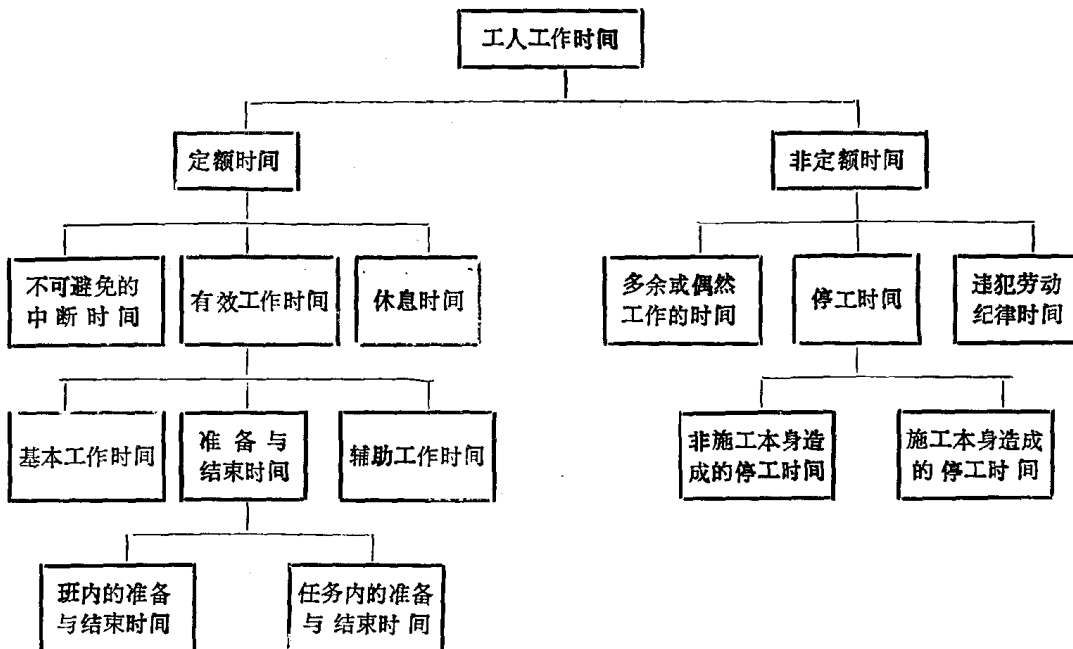 工人工作时间
定额时间
非定额时间
不可避免的
中断时间
有效工作时间
休息时间
多余或偶然
工作的时间
停工时间
违犯劳动
纪律时间
基本工作时间
准备与
结束时间
辅助工作时间
非施工本身造
成的停工时间
施工本身造成
的停工时间
班内的准备
与结束时间
任务内的准备
与结束时间